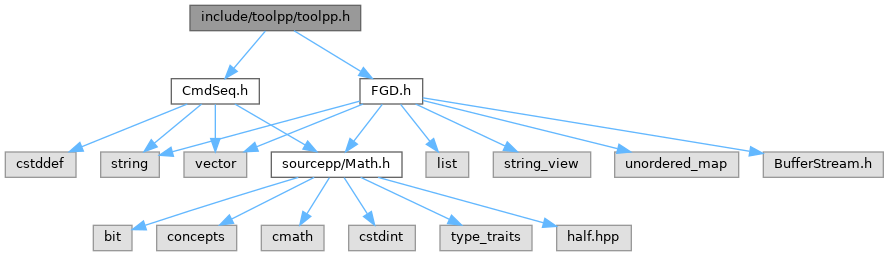 include/toolpp/toolpp.h
CmdSeq.h
FGD.h
cstddef
string
vector
sourcepp/Math.h
list
string_view
unordered_map
BufferStream.h
bit
concepts
cmath
cstdint
type_traits
half.hpp